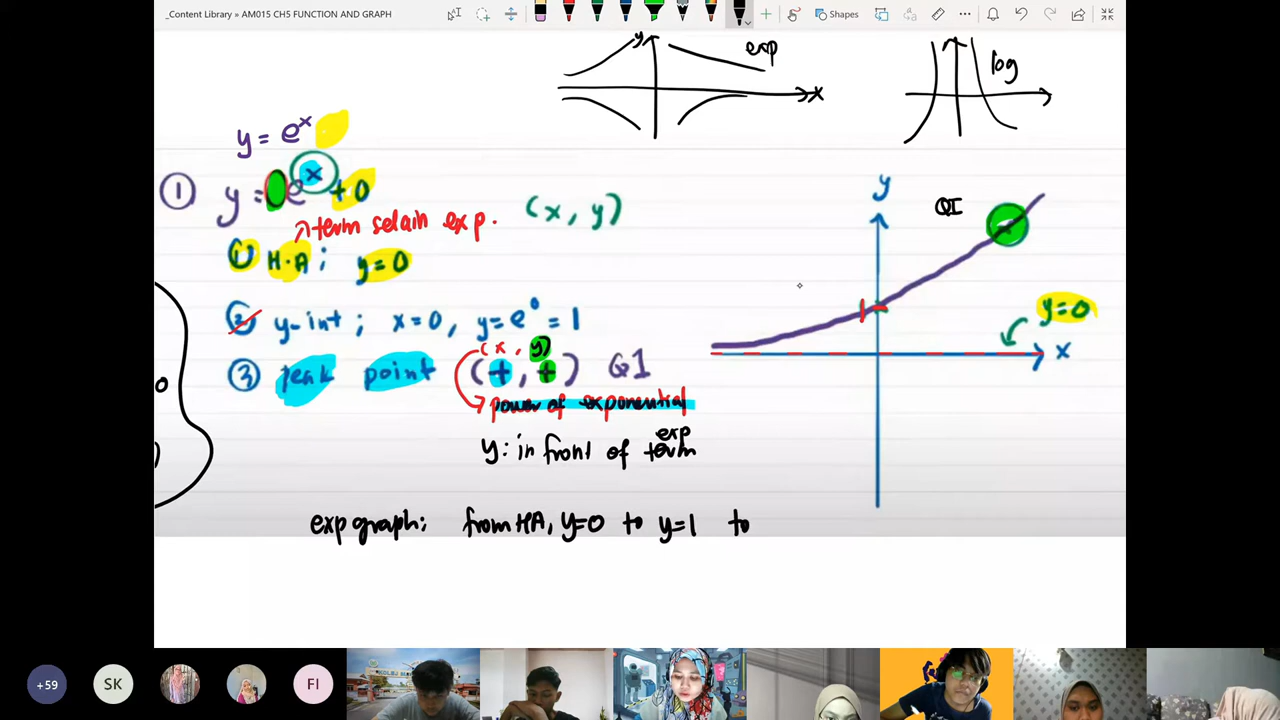 _Content Library » AM015 CH5 FUNCTION AND GRAPH
Shapes
y
exp
x
log
y = e^x
① y = e^x + 0
term selain exp.
(x, y)
① H.A ; y = 0
② y-int ; x = 0, y = e^0 = 1
(x, y)
③ peak point (+, +) Q1
power of exponential
y : in front of exp term
exp graph; from HA, y=0 to y=1 to
y
QI
y=0
x
+59
SK
FI